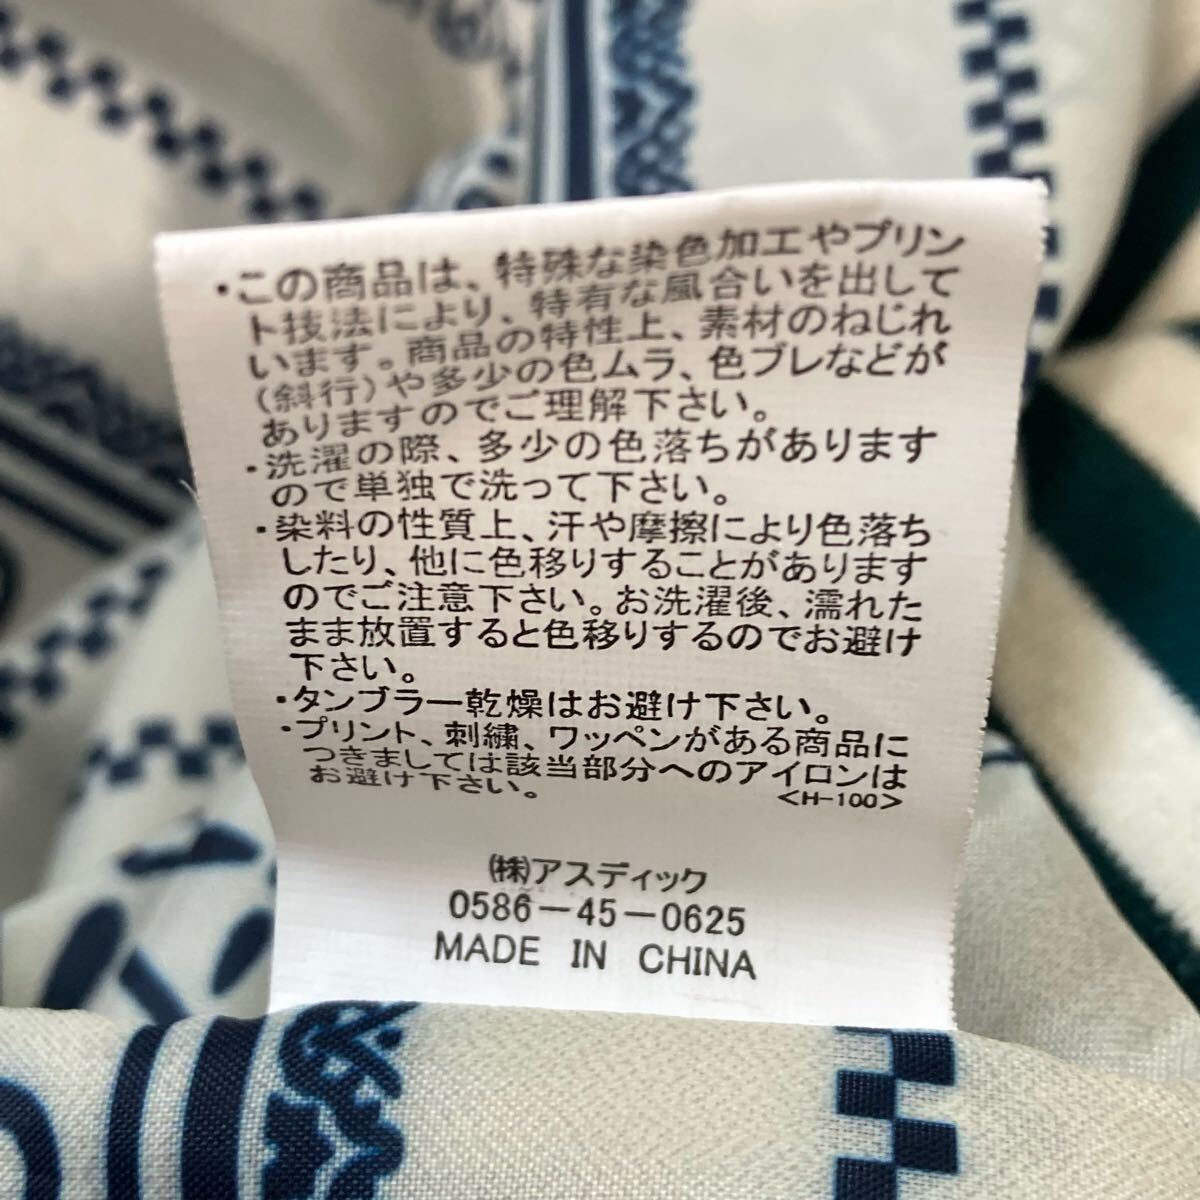 ・この商品は、特殊な染色加工やプリン
ト技法により、特有な風合いを出して
います。商品の特性上、素材のねじれ
(斜行)や多少の色ムラ、色ブレなどが
ありますのでご理解下さい。
・洗濯の際、多少の色落ちがあります
ので単独で洗って下さい。
・染料の性質上、汗や摩擦により色落ち
したり、他に色移りすることがあります
のでご注意下さい。お洗濯後、濡れた
まま放置すると色移りするのでお避け
下さい。
・タンブラー乾燥はお避け下さい。
・プリント、刺繍、ワッペンがある商品に
つきましては該当部分へのアイロンは
お避け下さい。
<H-100>
㈱アスディック
0586-45-0625
MADE IN CHINA